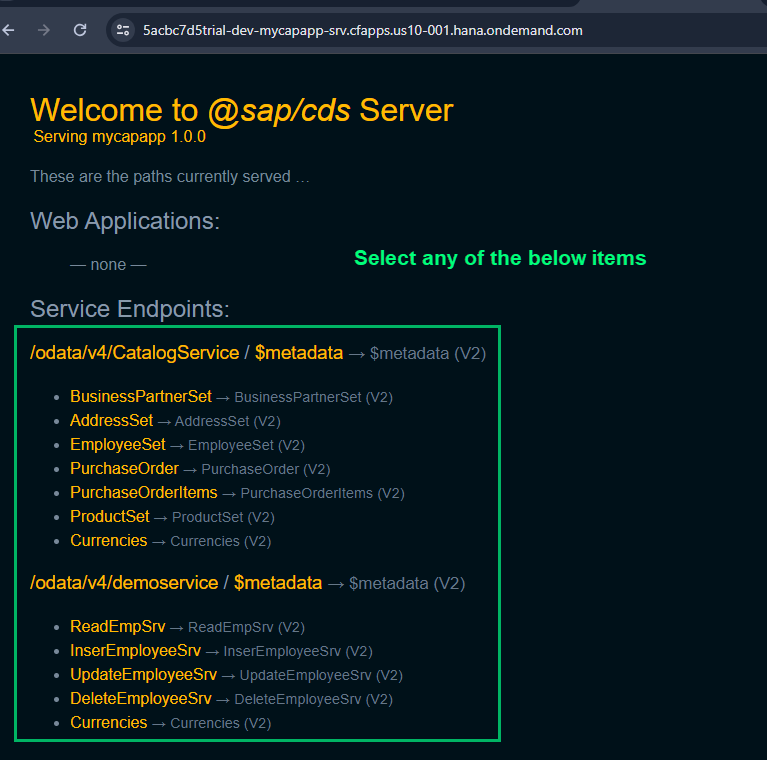 5acbc7d5trial-dev-mycapapp-srv.cfapps.us10-001.hana.ondemand.com
Welcome to @sap/cds Server
Serving mycapapp 1.0.0
These are the paths currently served …
Web Applications:
— none —
Select any of the below items
Service Endpoints:
/odata/v4/CatalogService / $metadata → $metadata (V2)
• BusinessPartnerSet → BusinessPartnerSet (V2)
• AddressSet → AddressSet (V2)
• EmployeeSet → EmployeeSet (V2)
• PurchaseOrder → PurchaseOrder (V2)
• PurchaseOrderItems → PurchaseOrderItems (V2)
• ProductSet → ProductSet (V2)
• Currencies → Currencies (V2)
/odata/v4/demoservice / $metadata → $metadata (V2)
• ReadEmpSrv → ReadEmpSrv (V2)
• InserEmployeeSrv → InserEmployeeSrv (V2)
• UpdateEmployeeSrv → UpdateEmployeeSrv (V2)
• DeleteEmployeeSrv → DeleteEmployeeSrv (V2)
• Currencies → Currencies (V2)